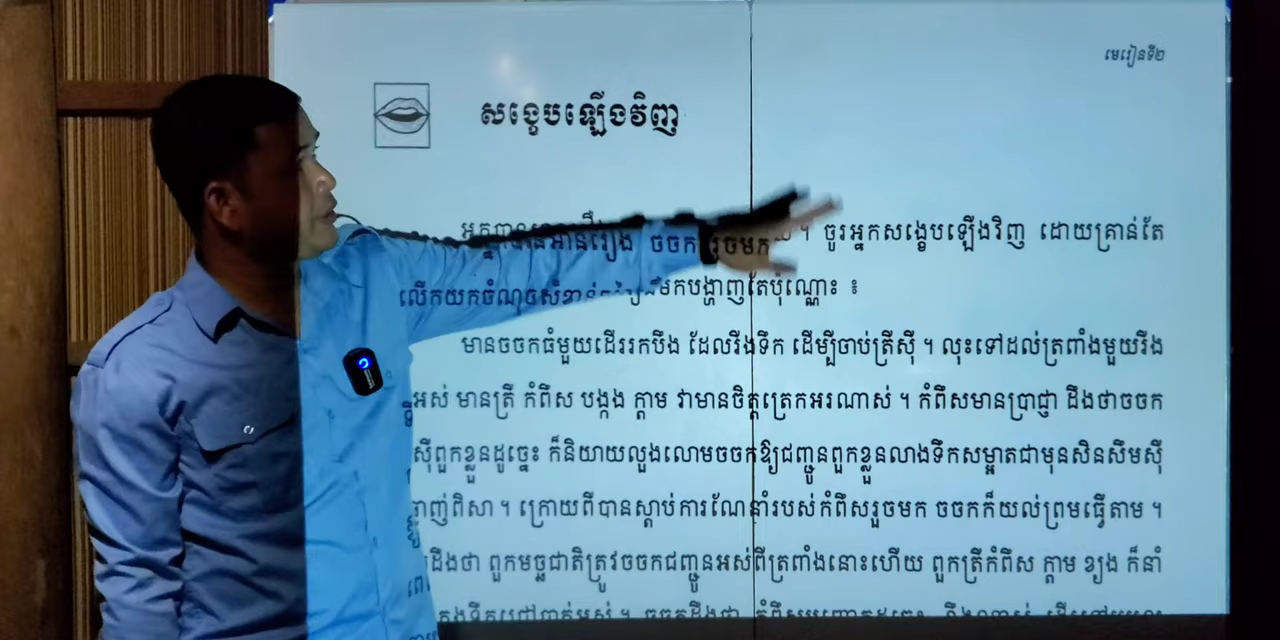 មេរៀនទី២
សង្ខេបឡើងវិញ
អ្នកបានអានរឿង ចចក រួចមក ។ ចូរអ្នកសង្ខេបឡើងវិញ ដោយគ្រាន់តែ
លើកយកចំណុចសំខាន់ៗ មកបង្ហាញតែប៉ុណ្ណោះ ៖
មានចចកធំមួយដើររកបឹង ដែលរីងទឹក ដើម្បីចាប់ត្រីស៊ី ។ លុះទៅដល់ត្រពាំងមួយរីង
អស់ មានត្រី កំពឹស បង្កង ក្ដាម វាមានចិត្តត្រេកអរណាស់ ។ កំពឹសមានប្រាជ្ញា ដឹងថាចចក
ស៊ីពួកខ្លួនដូច្នេះ ក៏និយាយលួងលោមចចកឱ្យជញ្ជូនពួកខ្លួនលាងទឹកសម្អាតជាមុនសិនសឹមស៊ី
ពិសា ។ ក្រោយពីបានស្ដាប់ការណែនាំរបស់កំពឹសរួចមក ចចកក៏យល់ព្រមធ្វើតាម ។
ដឹងថា ពួកមច្ឆជាតិត្រូវចចកជញ្ជូនអស់ពីត្រពាំងនោះហើយ ពួកត្រីកំពឹស ក្ដាម ខ្យង ក៏នាំ